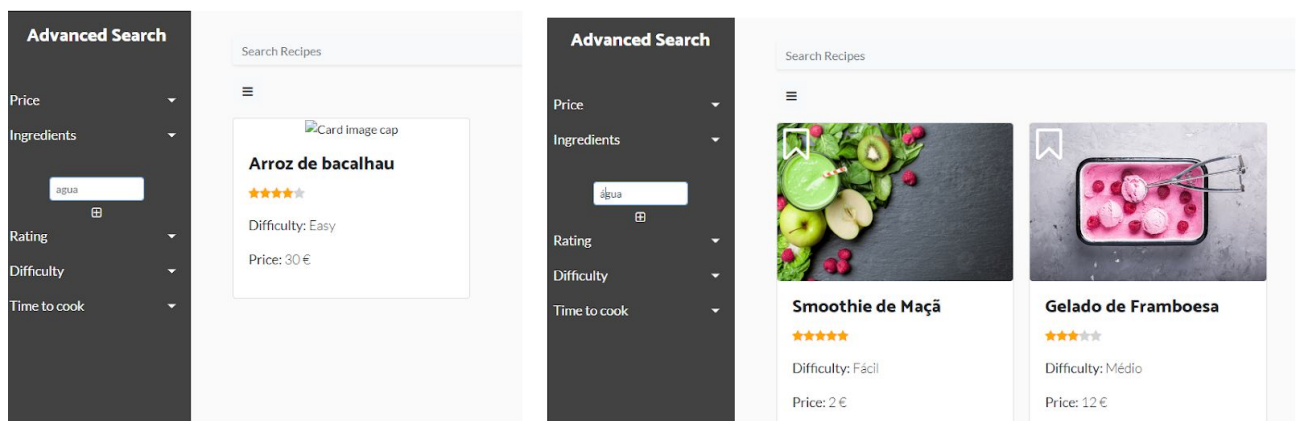 Advanced Search
Search Recipes
Price
Ingredients
agua
Rating
Difficulty
Time to cook
Card image cap
Arroz de bacalhau
Difficulty: Easy
Price: 30 €
Advanced Search
Search Recipes
Price
Ingredients
água
Rating
Difficulty
Time to cook
Smoothie de Maçã
Difficulty: Fácil
Price: 2 €
Gelado de Framboesa
Difficulty: Médio
Price: 12 €